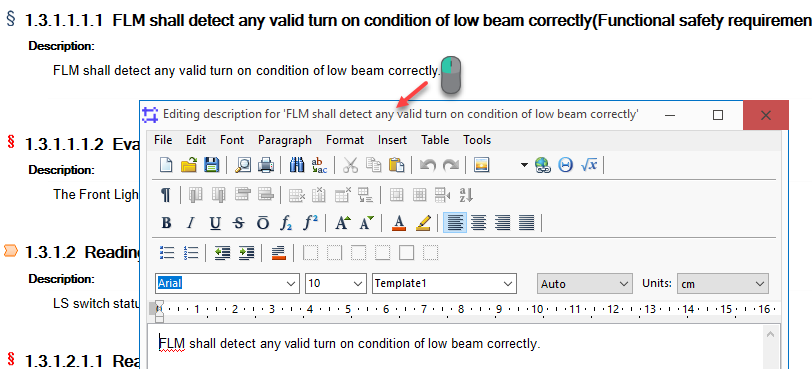 § 1.3.1.1.1.1 FLM shall detect any valid turn on condition of low beam correctly(Functional safety requiremen
Description:
FLM shall detect any valid turn on condition of low beam correctly.
Editing description for 'FLM shall detect any valid turn on condition of low beam correctly'
File Edit Font Paragraph Format Insert Table Tools
§ 1.3.1.1.1.2 Eva
Description:
The Front Ligh
B I U S O f2 f2 A A A
1.3.1.2 Reading
Description:
LS switch statu
Arial 10 Template1 Auto Units: cm
1 2 3 4 5 6 7 8 9 10 11 12 13 14 15 16
FLM shall detect any valid turn on condition of low beam correctly.
§ 1.3.1.2.1.1 Rea